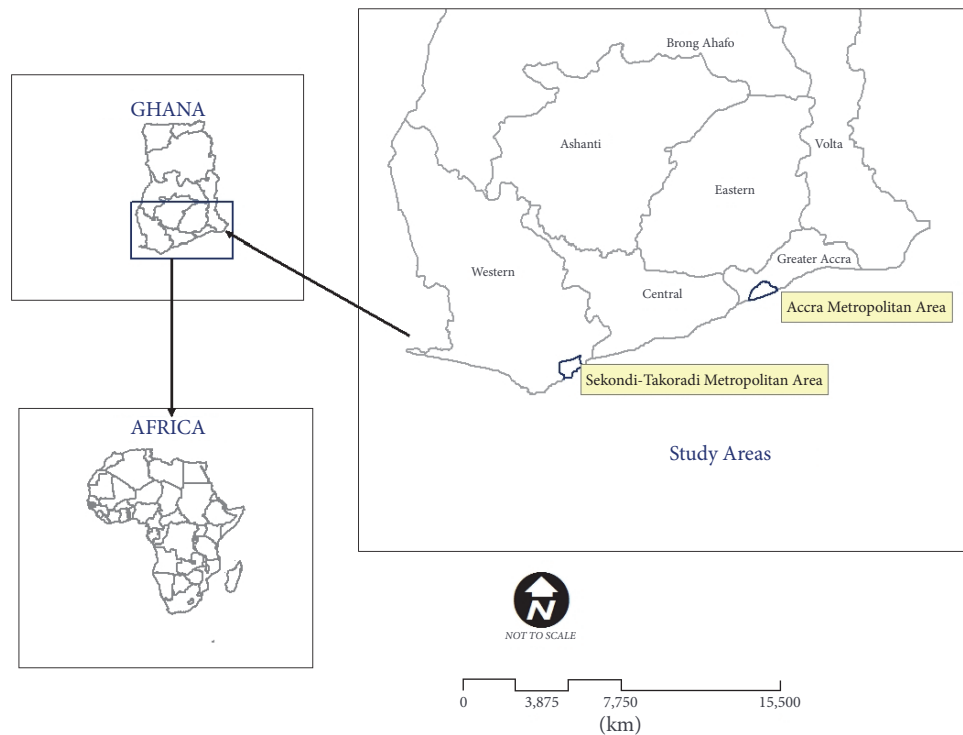 GHANA
AFRICA
Brong Ahafo
Ashanti
Volta
Eastern
Western
Central
Greater Accra
Accra Metropolitan Area
Sekondi-Takoradi Metropolitan Area
Study Areas
N
NOT TO SCALE
0 3,875 7,750 15,500
(km)